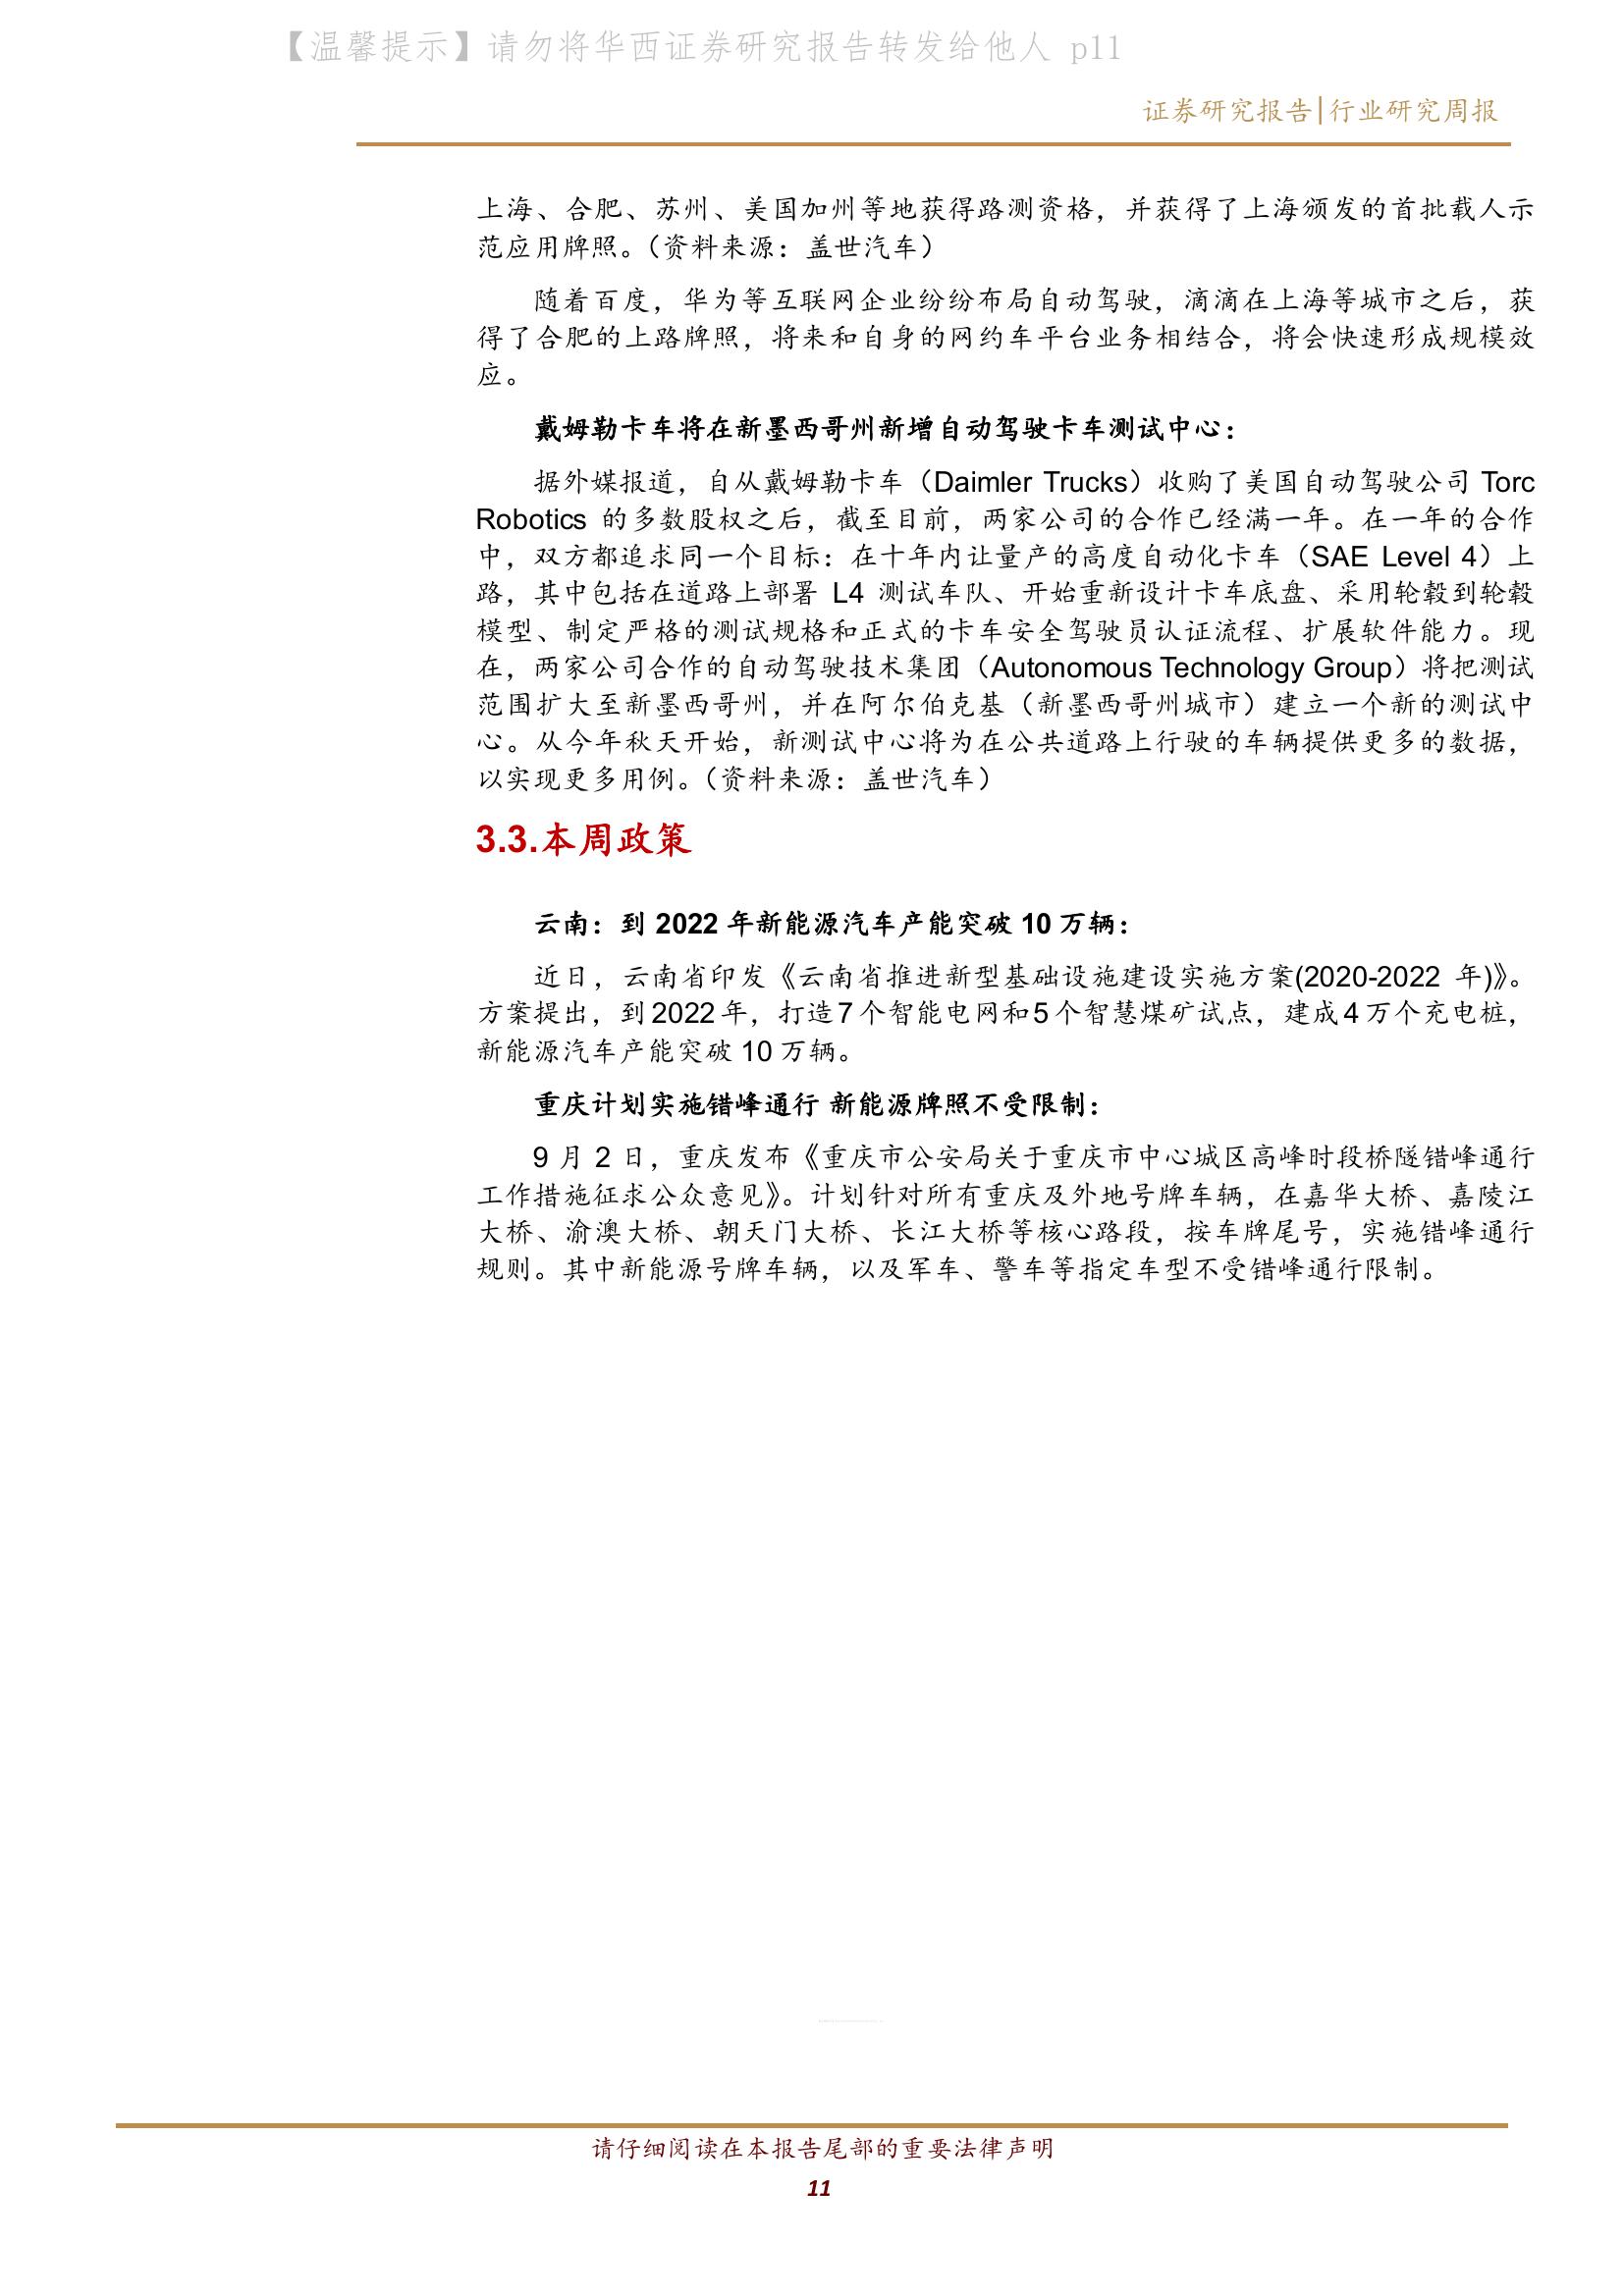 【温馨提示】请勿将华西证券研究报告转发给他人 p11
证券研究报告|行业研究周报
上海、合肥、苏州、美国加州等地获得路测资格，并获得了上海颁发的首批载人示
范应用牌照。（资料来源：盖世汽车）
随着百度，华为等互联网企业纷纷布局自动驾驶，滴滴在上海等城市之后，获
得了合肥的上路牌照，将来和自身的网约车平台业务相结合，将会快速形成规模效
应。
戴姆勒卡车将在新墨西哥州新增自动驾驶卡车测试中心：
据外媒报道，自从戴姆勒卡车（Daimler Trucks）收购了美国自动驾驶公司 Torc
Robotics 的多数股权之后，截至目前，两家公司的合作已经满一年。在一年的合作
中，双方都追求同一个目标：在十年内让量产的高度自动化卡车（SAE Level 4）上
路，其中包括在道路上部署 L4 测试车队、开始重新设计卡车底盘、采用轮毂到轮毂
模型、制定严格的测试规格和正式的卡车安全驾驶员认证流程、扩展软件能力。现
在，两家公司合作的自动驾驶技术集团（Autonomous Technology Group）将把测试
范围扩大至新墨西哥州，并在阿尔伯克基（新墨西哥州城市）建立一个新的测试中
心。从今年秋天开始，新测试中心将为在公共道路上行驶的车辆提供更多的数据，
以实现更多用例。（资料来源：盖世汽车）
3.3.本周政策
云南：到 2022 年新能源汽车产能突破 10 万辆：
近日，云南省印发《云南省推进新型基础设施建设实施方案(2020-2022 年)》。
方案提出，到 2022 年，打造 7 个智能电网和 5 个智慧煤矿试点，建成 4 万个充电桩，
新能源汽车产能突破 10 万辆。
重庆计划实施错峰通行 新能源牌照不受限制：
9 月 2 日，重庆发布《重庆市公安局关于重庆市中心城区高峰时段桥隧错峰通行
工作措施征求公众意见》。计划针对所有重庆及外地号牌车辆，在嘉华大桥、嘉陵江
大桥、渝澳大桥、朝天门大桥、长江大桥等核心路段，按车牌尾号，实施错峰通行
规则。其中新能源号牌车辆，以及军车、警车等指定车型不受错峰通行限制。
请仔细阅读在本报告尾部的重要法律声明
11